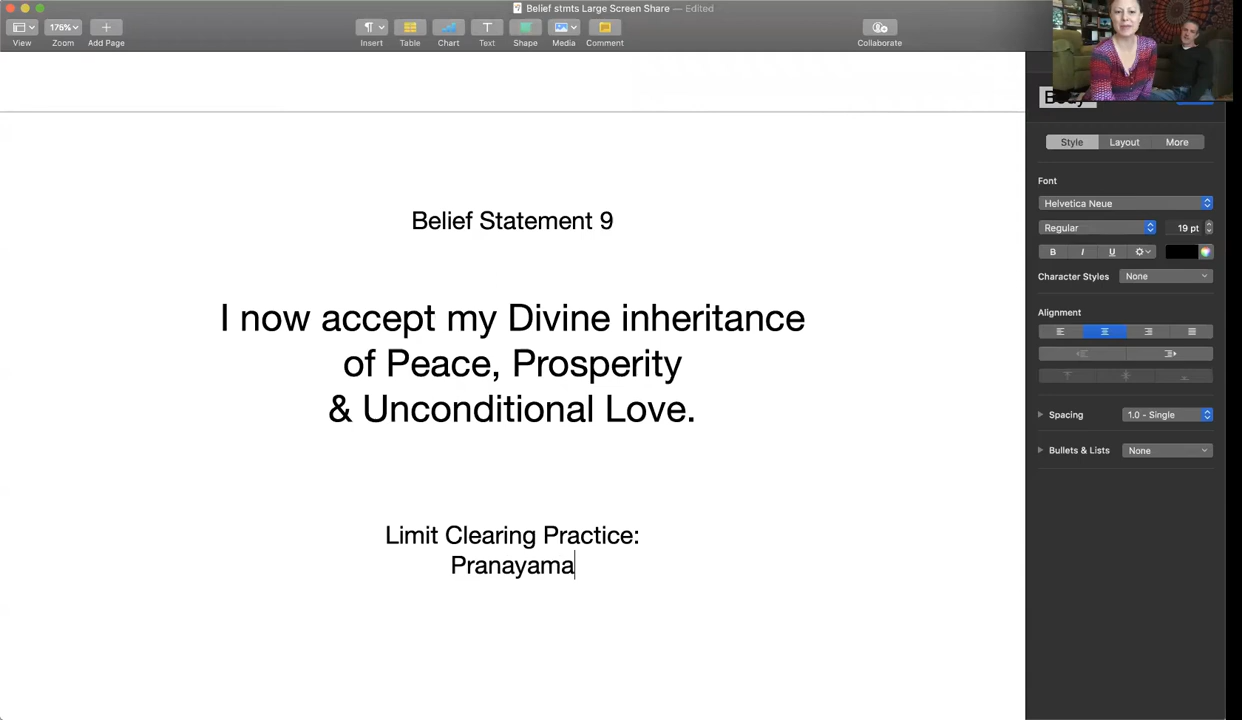 Belief stmts Large Screen Share — Edited
176%
View
Zoom
Add Page
Insert
Table
Chart
Text
Shape
Media
Comment
Collaborate
Body
Style
Layout
More
Font
Helvetica Neue
Regular
19 pt
B I U
Character Styles
None
Alignment
Spacing
1.0 - Single
Bullets & Lists
None
Belief Statement 9
I now accept my Divine inheritance
of Peace, Prosperity
& Unconditional Love.
Limit Clearing Practice:
Pranayama